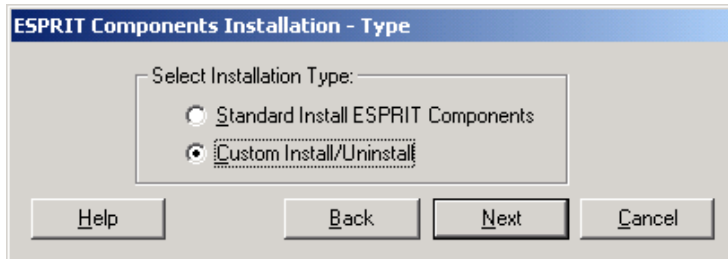 ESPRIT Components Installation - Type
Select Installation Type:
Standard Install ESPRIT Components
Custom Install/Uninstall
Help Back Next Cancel